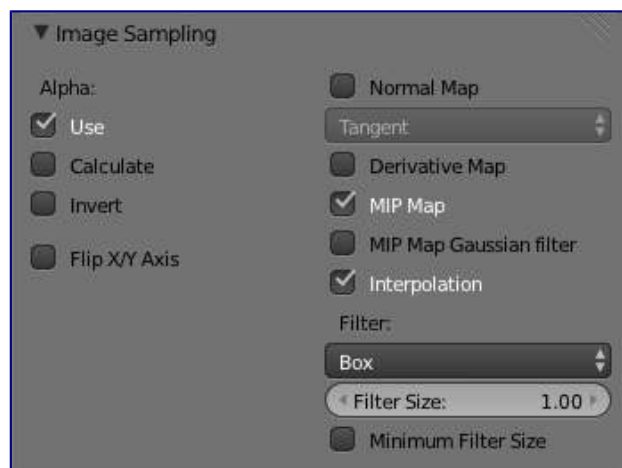 Image Sampling
Alpha:
Use
Calculate
Invert
Flip X/Y Axis
Normal Map
Tangent
Derivative Map
MIP Map
MIP Map Gaussian filter
Interpolation
Filter:
Box
Filter Size: 1.00
Minimum Filter Size